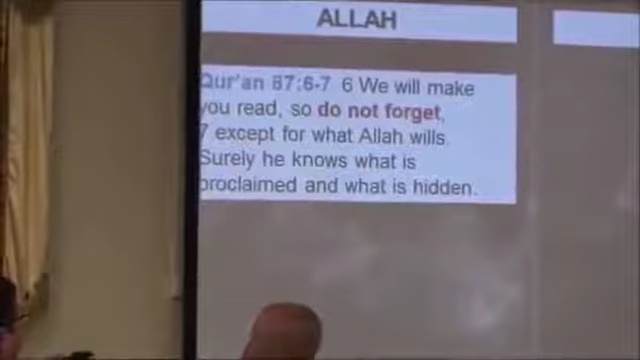 ALLAH
Qur'an 87:6-7 6 We will make
you read, so do not forget,
7 except for what Allah wills.
Surely he knows what is
proclaimed and what is hidden.